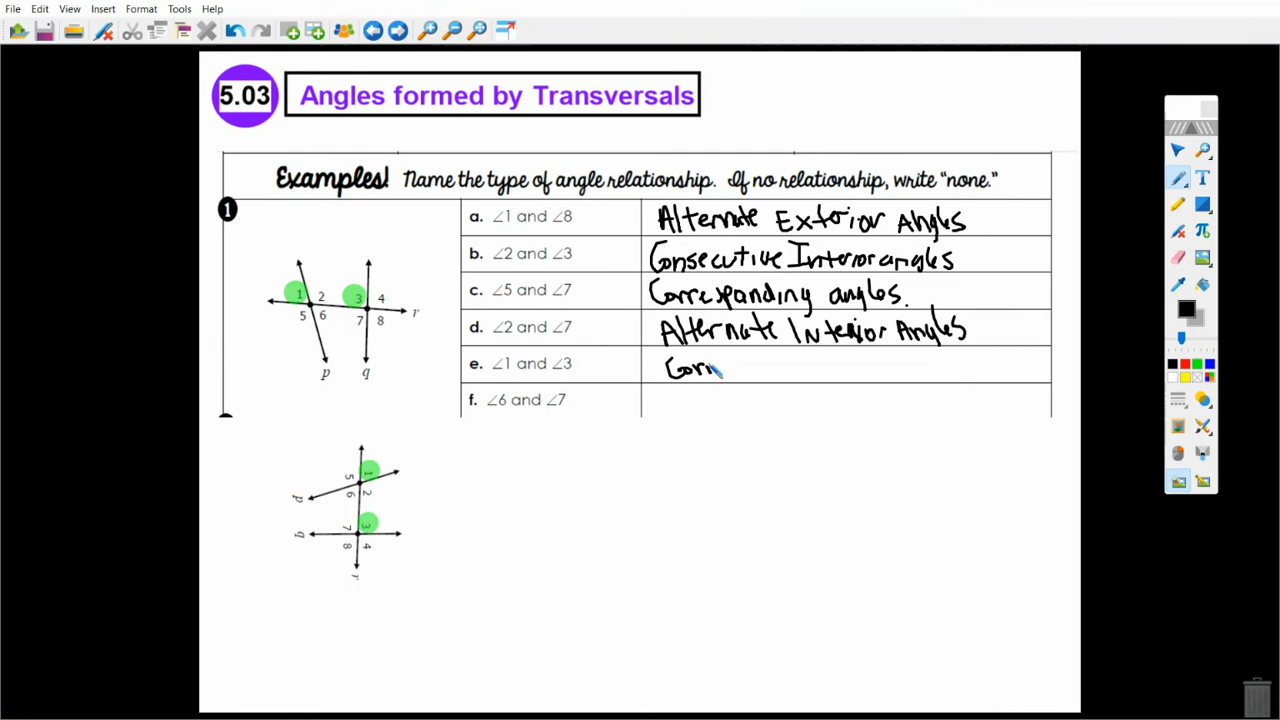 File Edit View Insert Format Tools Help
5.03 Angles formed by Transversals
Examples! Name the type of angle relationship. If no relationship, write "none."
1
a. ∠1 and ∠8 Alternate Exterior Angles
b. ∠2 and ∠3 Consecutive Interior angles
c. ∠5 and ∠7 Corresponding angles.
d. ∠2 and ∠7 Alternate Interior Angles
e. ∠1 and ∠3 Corr
f. ∠6 and ∠7
1 2 3 4
5 6 7 8 r
p q
5 1
6 2
p
7 3
q
8 4
r